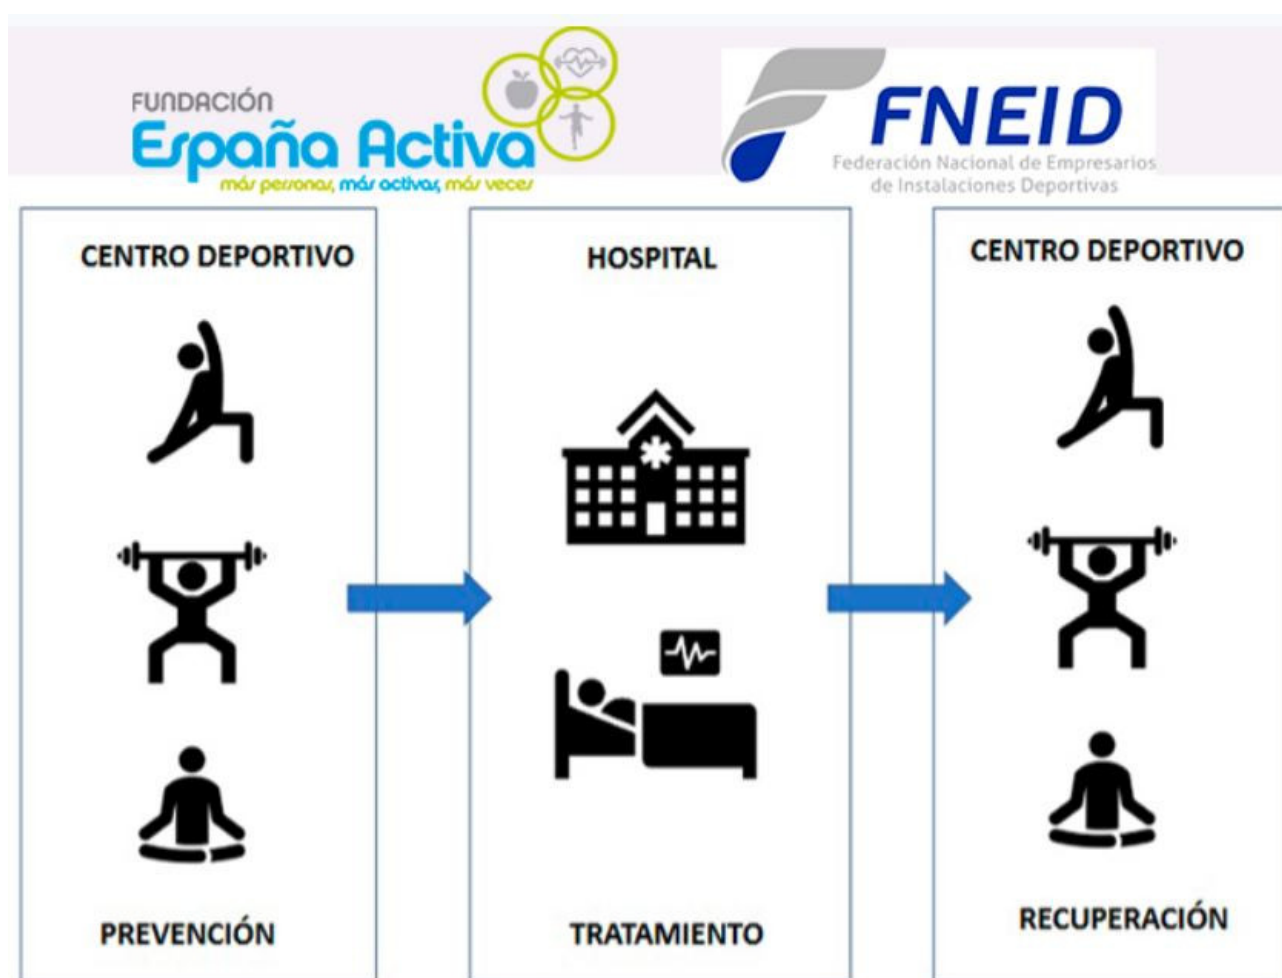 FUNDACIÓN
España Activa
más personas, más activas, más veces
FNEID
Federación Nacional de Empresarios
de Instalaciones Deportivas
CENTRO DEPORTIVO
PREVENCIÓN
HOSPITAL
TRATAMIENTO
CENTRO DEPORTIVO
RECUPERACIÓN